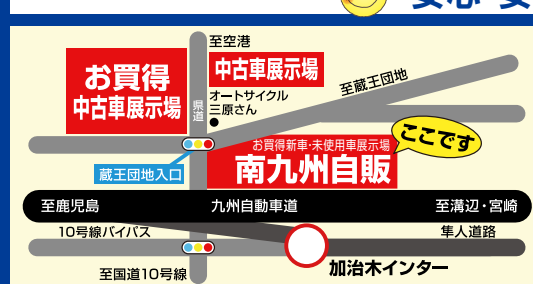 至空港
お買得
中古車展示場
中古車展示場
至蔵王団地
オートサイクル
三原さん
県道
ここです
お買得新車・未使用車展示場
南九州自販
蔵王団地入口
至鹿児島
九州自動車道
至溝辺・宮崎
10号線バイパス
隼人道路
加治木インター
至国道10号線